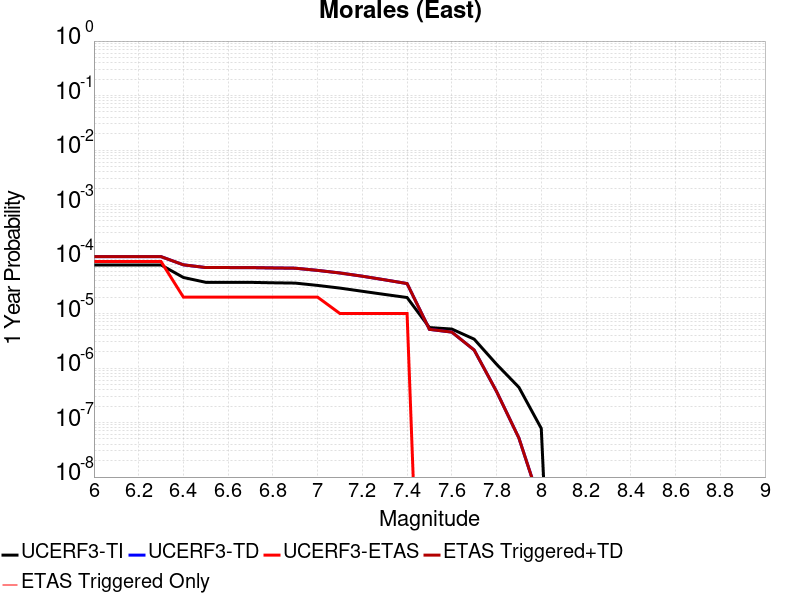 Morales (East)
10^0
10^-1
10^-2
10^-3
10^-4
10^-5
10^-6
10^-7
10^-8
1 Year Probability
6 6.2 6.4 6.6 6.8 7 7.2 7.4 7.6 7.8 8 8.2 8.4 8.6 8.8 9
Magnitude
UCERF3-TI UCERF3-TD UCERF3-ETAS ETAS Triggered+TD
ETAS Triggered Only